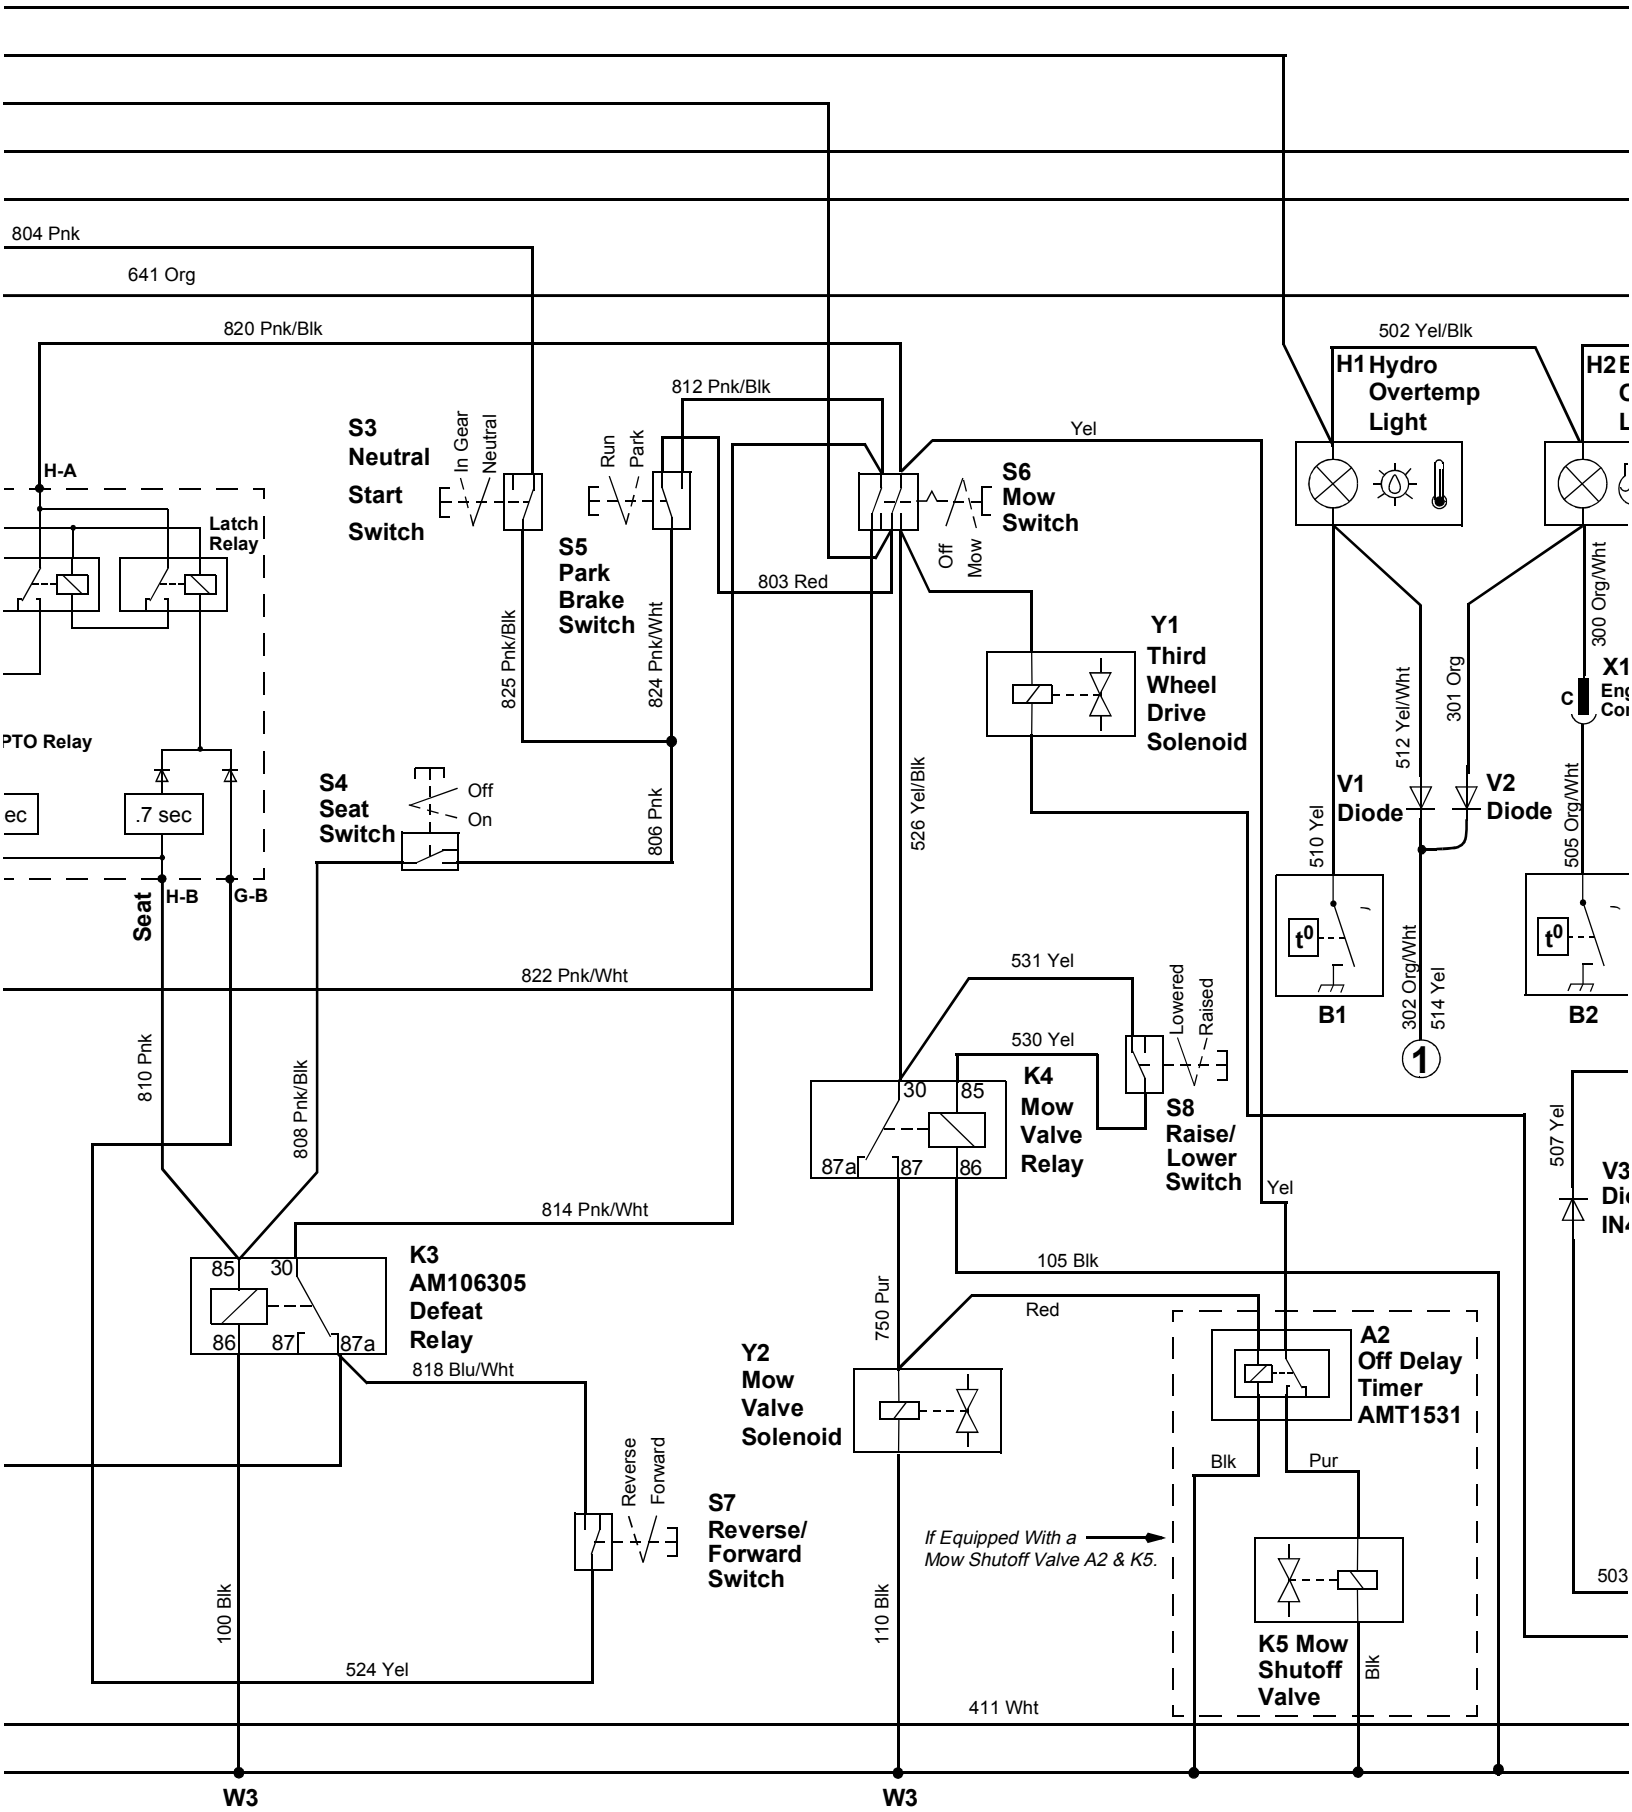 804 Pnk
641 Org
820 Pnk/Blk
502 Yel/Blk
H1 Hydro
Overtemp
Light
H2
812 Pnk/Blk
S3
Neutral
Start
Switch
In Gear
Neutral
Run
Park
Yel
S6
Mow
Switch
Off
Mow
H-A
Latch
Relay
S5
Park
Brake
Switch
803 Red
825 Pnk/Blk
824 Pnk/Wht
Y1
Third
Wheel
Drive
Solenoid
300 Org/Wht
X1
C
512 Yel/Wht
301 Org
PTO Relay
ec
.7 sec
S4
Seat
Switch
Off
On
806 Pnk
526 Yel/Blk
V1
Diode
V2
Diode
510 Yel
505 Org/Wht
Seat
H-B
G-B
t0
B1
t0
B2
302 Org/Wht
514 Yel
1
822 Pnk/Wht
531 Yel
530 Yel
Lowered
Raised
810 Pnk
808 Pnk/Blk
30
85
87a
87
86
K4
Mow
Valve
Relay
S8
Raise/
Lower
Switch
Yel
507 Yel
V3
814 Pnk/Wht
85
30
86
87
87a
K3
AM106305
Defeat
Relay
105 Blk
750 Pur
Red
818 Blu/Wht
Y2
Mow
Valve
Solenoid
A2
Off Delay
Timer
AMT1531
Blk
Pur
Reverse
Forward
S7
Reverse/
Forward
Switch
If Equipped With a
Mow Shutoff Valve A2 & K5.
100 Blk
110 Blk
503
K5 Mow
Shutoff
Valve
Blk
524 Yel
411 Wht
W3
W3